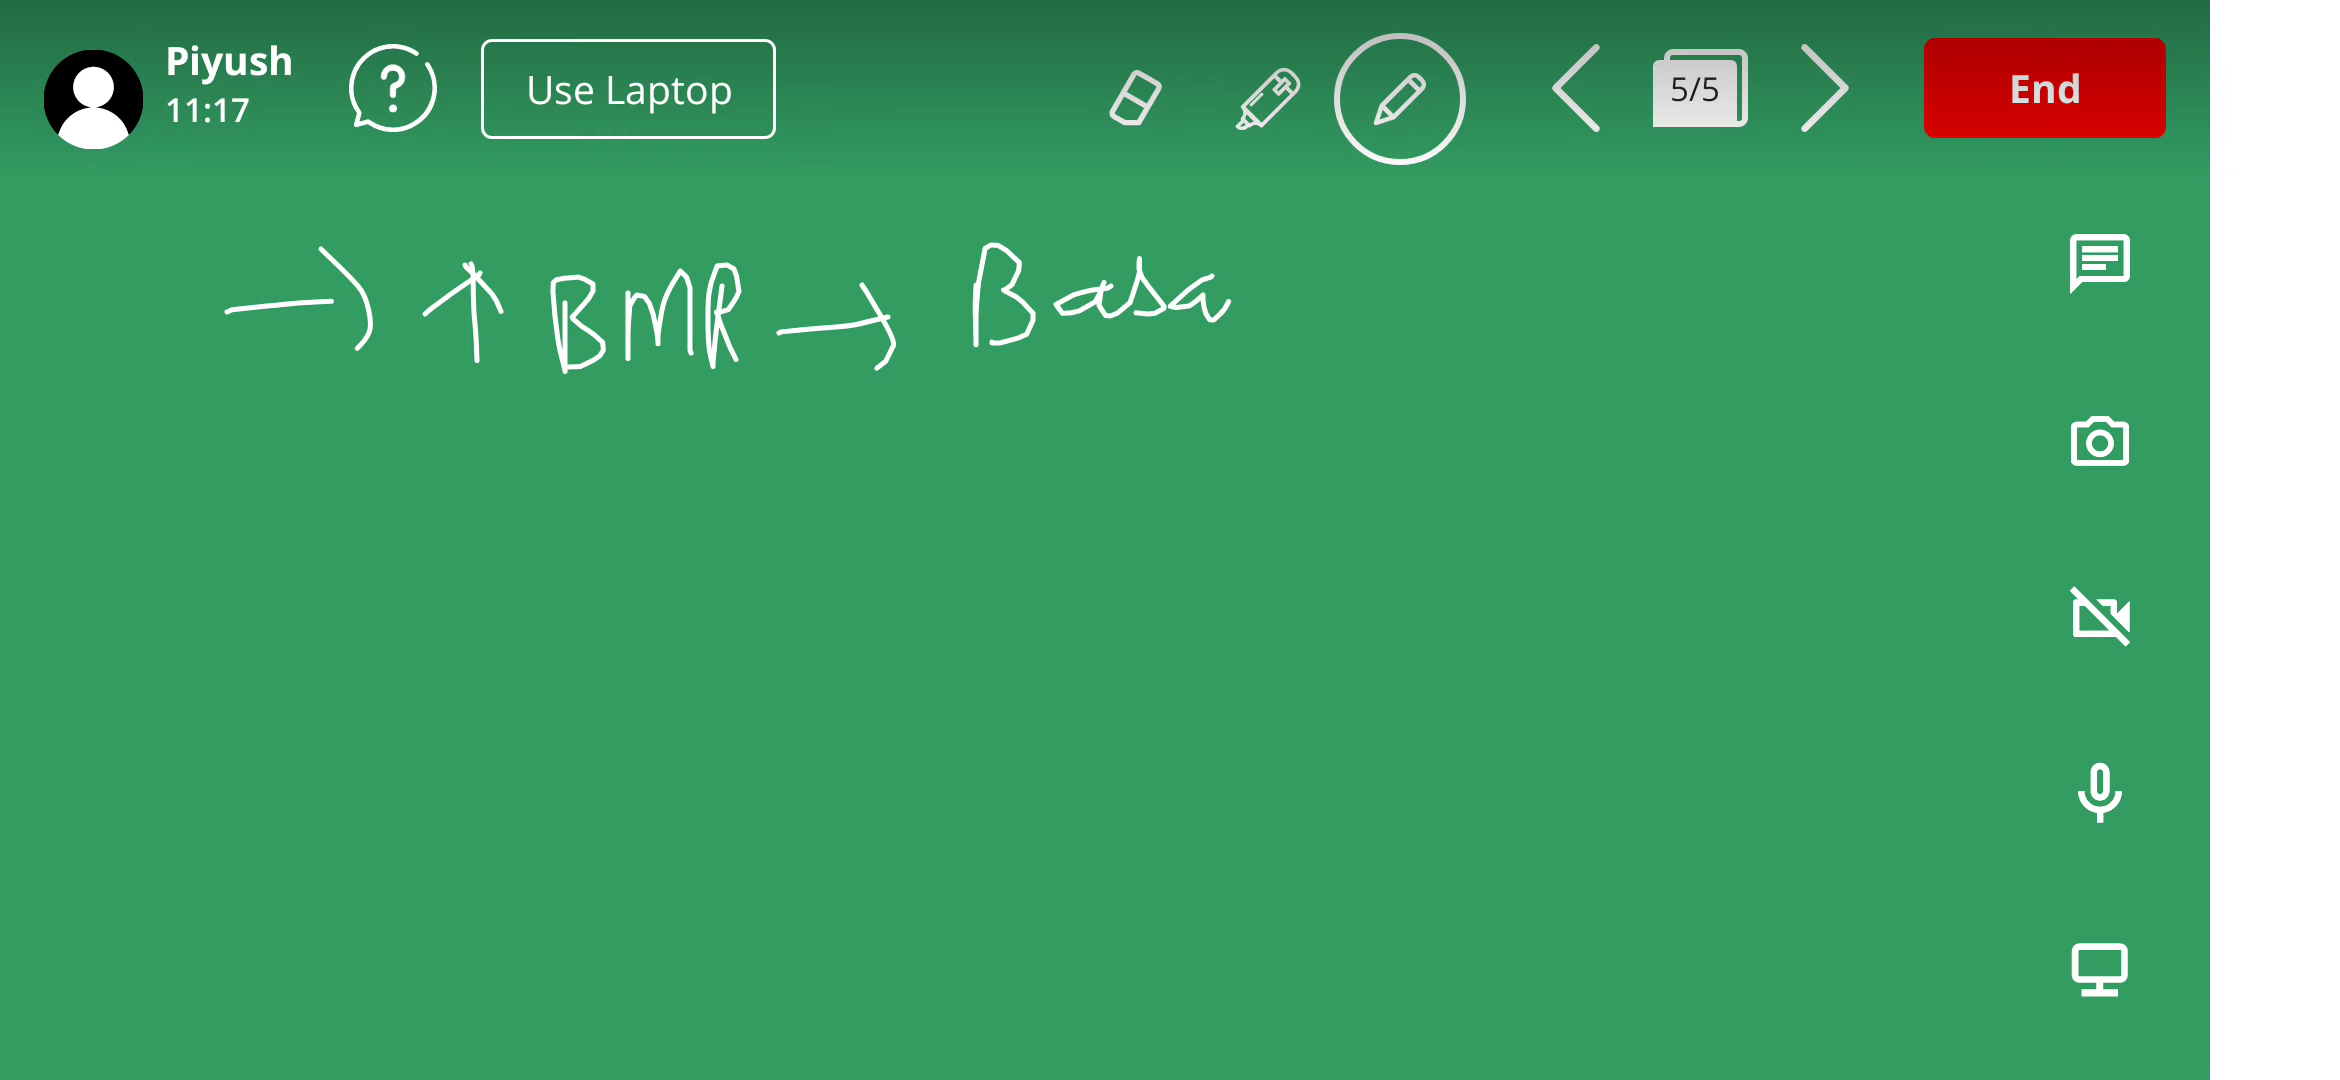 Piyush
11:17
Use Laptop
5/5
End
→ ↑ BMR → Basa